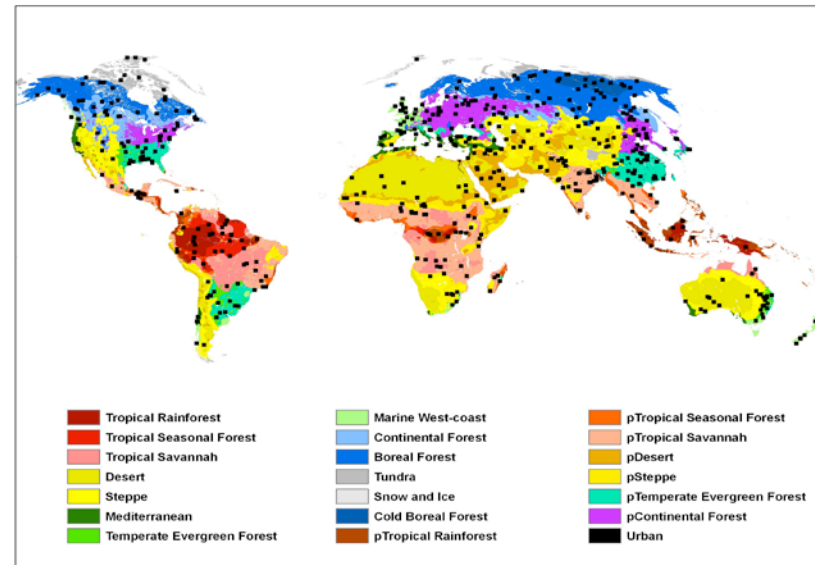 Tropical Rainforest
Tropical Seasonal Forest
Tropical Savannah
Desert
Steppe
Mediterranean
Temperate Evergreen Forest
Marine West-coast
Continental Forest
Boreal Forest
Tundra
Snow and Ice
Cold Boreal Forest
pTropical Rainforest
pTropical Seasonal Forest
pTropical Savannah
pDesert
pSteppe
pTemperate Evergreen Forest
pContinental Forest
Urban